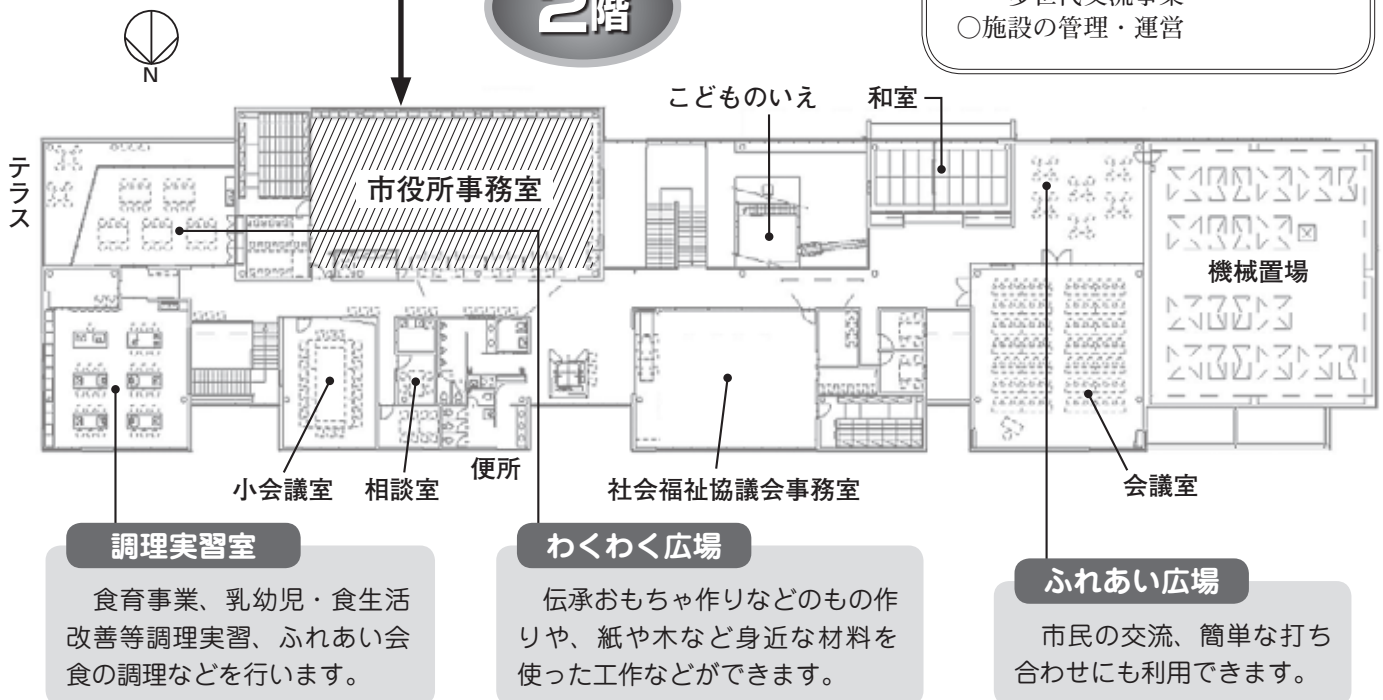 2階
○施設の管理・運営
N
こどものいえ
和室
テラス
市役所事務室
機械置場
小会議室
相談室
便所
社会福祉協議会事務室
会議室
調理実習室
食育事業、乳幼児・食生活
改善等調理実習、ふれあい会
食の調理などを行います。
わくわく広場
伝承おもちゃ作りなどのもの作
りや、紙や木など身近な材料を
使った工作などができます。
ふれあい広場
市民の交流、簡単な打ち
合わせにも利用できます。